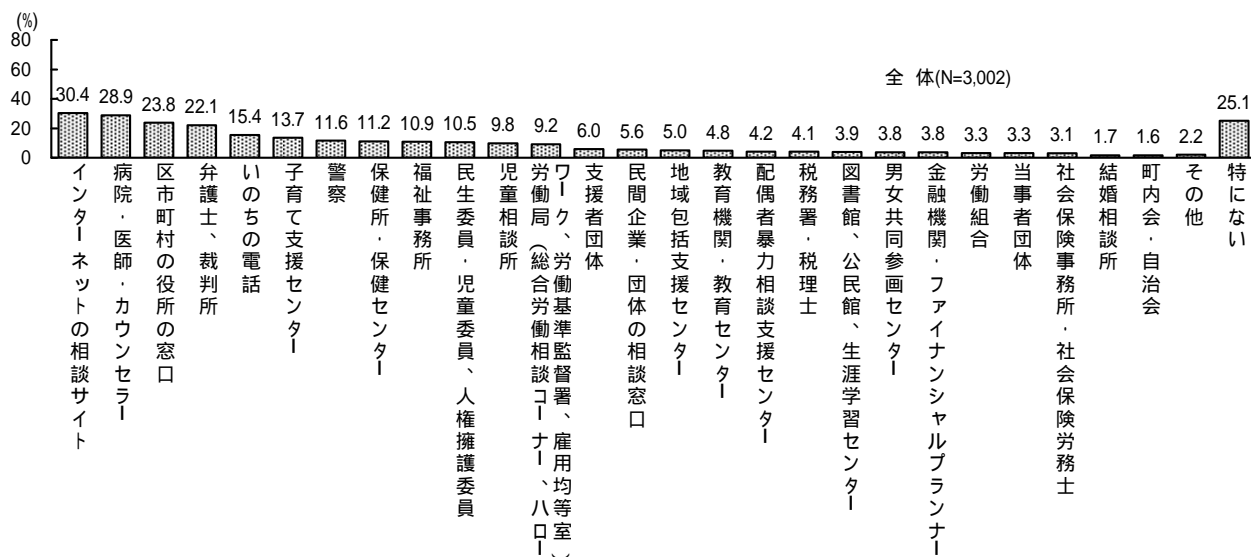 (%)
80
60
40
20
0
全 体(N=3,002)
30.4
28.9
23.8
22.1
15.4
13.7
11.6
11.2
10.9
10.5
9.8
9.2
6.0
5.6
5.0
4.8
4.2
4.1
3.9
3.8
3.8
3.3
3.3
3.1
1.7
1.6
2.2
25.1
インターネットの相談サイト
病院・医師・カウンセラー
区市町村の役所の窓口
弁護士、裁判所
いのちの電話
子育て支援センター
警察
保健所・保健センター
福祉事務所
民生委員・児童委員、人権擁護委員
児童相談所
労働局（総合労働相談コーナー、ハロー
ワーク、労働基準監督署、雇用均等室）
支援者団体
民間企業・団体の相談窓口
地域包括支援センター
教育機関・教育センター
配偶者暴力相談支援センター
税務署・税理士
図書館、公民館、生涯学習センター
男女共同参画センター
金融機関・ファイナンシャルプランナー
労働組合
当事者団体
社会保険事務所・社会保険労務士
結婚相談所
町内会・自治会
その他
特にない